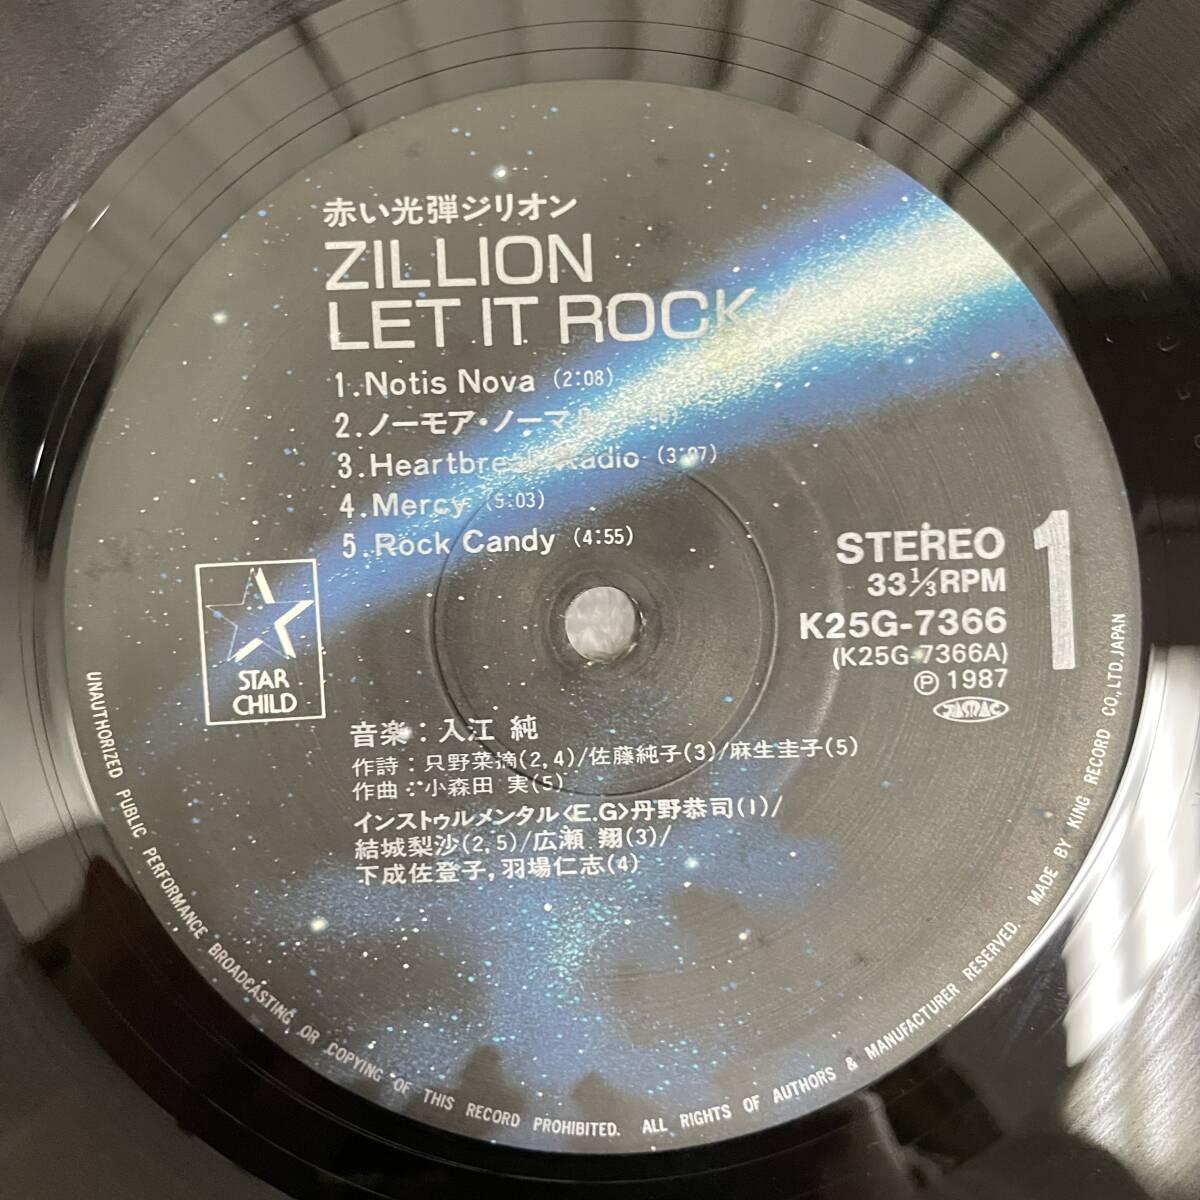 赤い光弾ジリオン
ZILLION
LET IT ROCK
1.Notis Nova (2:08)
2.ノーモア・ノーマ
3.Heartbreak Radio (3:07)
4.Mercy (5:03)
5.Rock Candy (4:55)
STEREO
33 1/3 RPM
K25G-7366
(K25G-7366A)
Ⓟ 1987
JASRAC
1
STAR
CHILD
音楽：入江 純
作詩：只野菜摘(2,4)/佐藤純子(3)/麻生圭子(5)
作曲：小森田 実(5)
インストゥルメンタル〈E.G〉丹野恭司(1)/
結城梨沙(2,5)/広瀬 翔(3)/
下成佐登子,羽場仁志(4)
UNAUTHORIZED PUBLIC PERFORMANCE BROADCASTING OR COPYING OF THIS RECORD PROHIBITED. ALL RIGHTS OF AUTHORS & MANUFACTURER RESERVED. MADE BY KING RECORD CO., LTD. JAPAN